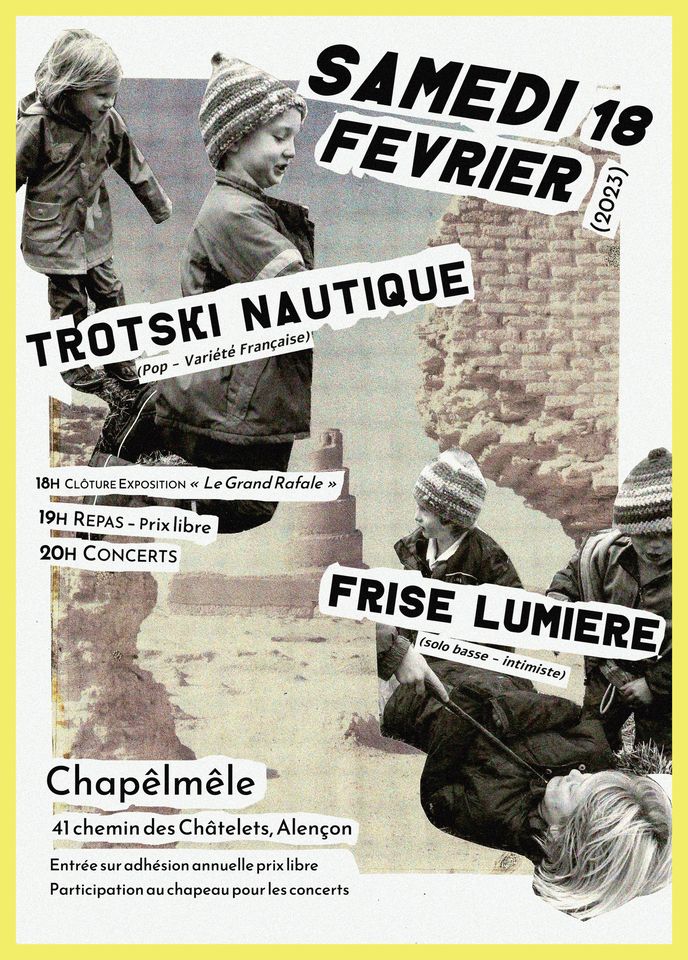 SAMEDI 18
FEVRIER
(2023)
TROTSKI NAUTIQUE
(Pop - Variété Française)
18H CLÔTURE EXPOSITION « Le Grand Rafale »
19H REPAS - PRIX libre
20H CONCERTS
FRISE LUMIERE
(solo basse - intimiste)
Chapêlmêle
41 chemin des Châtelets, Alençon
Entrée sur adhésion annuelle prix libre
Participation au chapeau pour les concerts